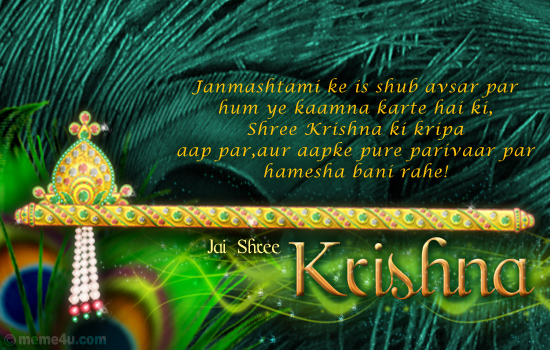 Janmashtami ke is shub avsar par
hum ye kaamna karte hai ki,
Shree Krishna ki kripa
aap par,aur aapke pure parivaar par
hamesha bani rahe!
Jai Shree
Krishna
© meme4u.com